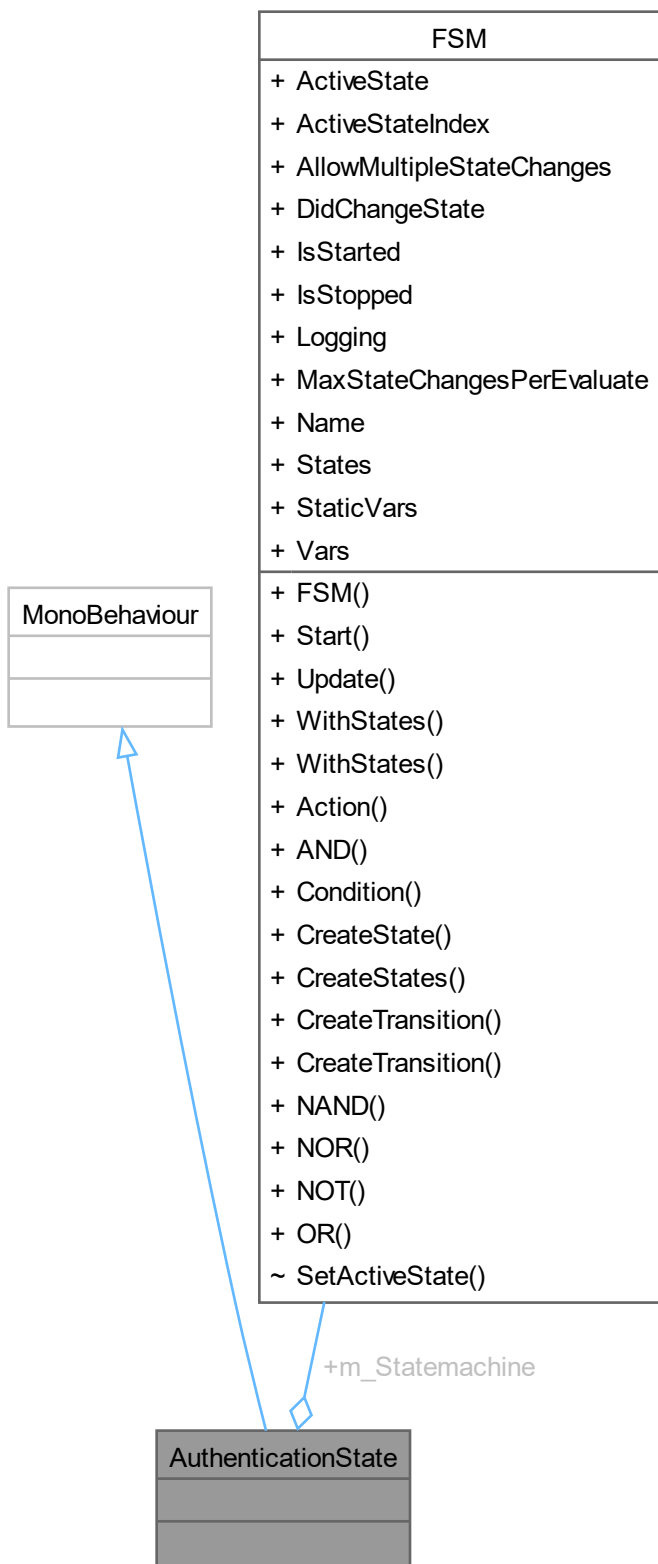 FSM
+ ActiveState
+ ActiveStateIndex
+ AllowMultipleStateChanges
+ DidChangeState
+ IsStarted
+ IsStopped
+ Logging
+ MaxStateChangesPerEvaluate
+ Name
+ States
+ StaticVars
+ Vars
+ FSM()
+ Start()
+ Update()
+ WithStates()
+ WithStates()
+ Action()
+ AND()
+ Condition()
+ CreateState()
+ CreateStates()
+ CreateTransition()
+ CreateTransition()
+ NAND()
+ NOR()
+ NOT()
+ OR()
~ SetActiveState()
MonoBehaviour
+m_Statemachine
AuthenticationState